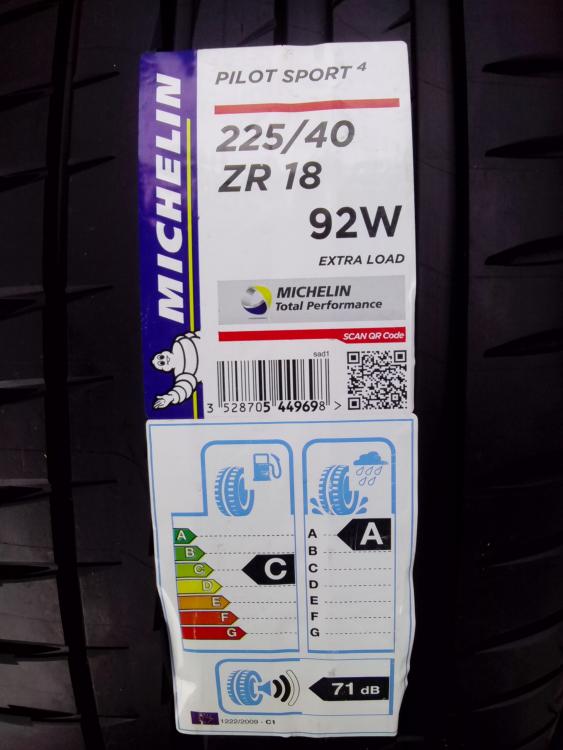 MICHELIN
PILOT SPORT 4
225/40
ZR 18
92W
EXTRA LOAD
MICHELIN
Total Performance
SCAN QR Code
sad1
3 528705 449698 >
A
B
C
D
E
F
G
C
A
B
C
D
E
F
G
A
71 dB
1222/2009 - C1